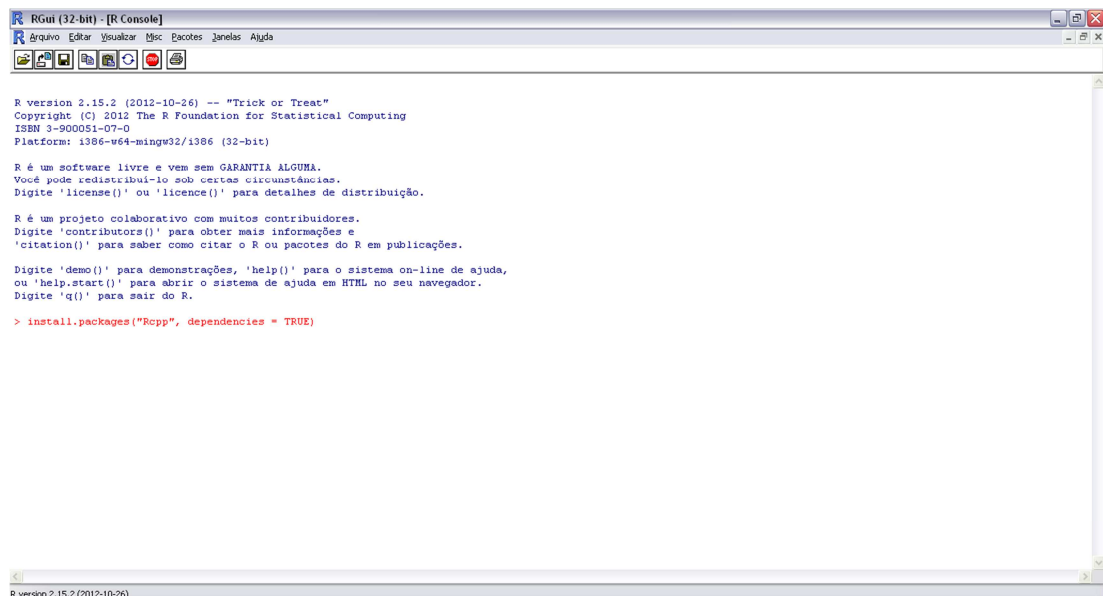 RGui (32-bit) - [R Console]
Arquivo Editar Visualizar Misc Pacotes Janelas Ajuda
STOP
R version 2.15.2 (2012-10-26) -- "Trick or Treat"
Copyright (C) 2012 The R Foundation for Statistical Computing
ISBN 3-900051-07-0
Platform: i386-w64-mingw32/i386 (32-bit)
R é um software livre e vem sem GARANTIA ALGUMA.
Você pode redistribuí-lo sob certas circunstâncias.
Digite 'license()' ou 'licence()' para detalhes de distribuição.
R é um projeto colaborativo com muitos contribuidores.
Digite 'contributors()' para obter mais informações e
'citation()' para saber como citar o R ou pacotes do R em publicações.
Digite 'demo()' para demonstrações, 'help()' para o sistema on-line de ajuda,
ou 'help.start()' para abrir o sistema de ajuda em HTML no seu navegador.
Digite 'q()' para sair do R.
> install.packages("Rcpp", dependencies = TRUE)
R version 2.15.2 (2012-10-26)